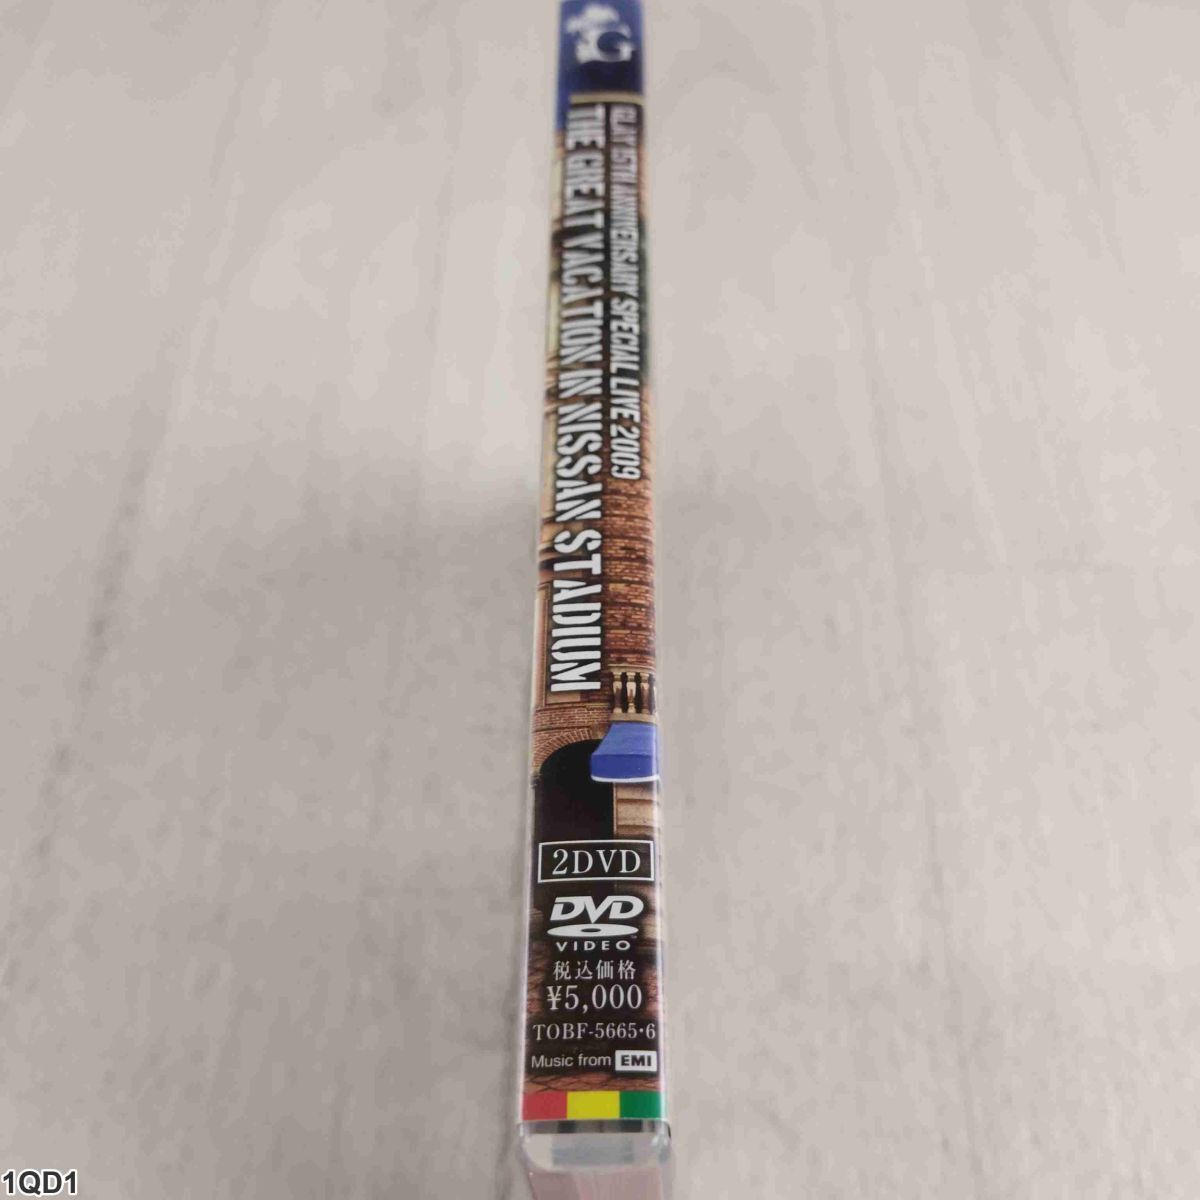 G
GLAY 15TH ANNIVERSARY SPECIAL LIVE 2009
THE GREAT VACATION IN NISSAN STADIUM
2DVD
DVD
VIDEO™
税込価格
¥5,000
TOBF-5665・6
Music from EMI
1QD1